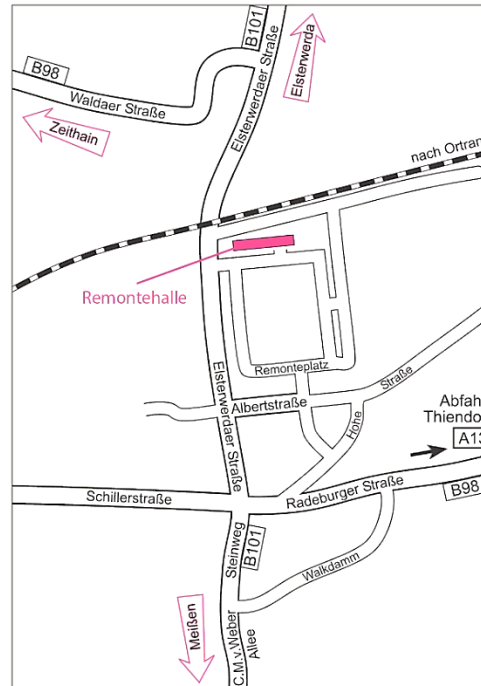 B101
Elsterwerda
B98
Waldaer Straße
Elsterwerdaer Straße
Zeithain
nach Ortran
Remontehalle
Remonteplatz
Elsterwerdaer Straße
Albertstraße
Straße
Hohe
Abfah
Thiendo
A13
Schillerstraße
Radeburger Straße
B98
Steinweg
B101
Walkdamm
Meißen
C.M.v.Weber
Allee